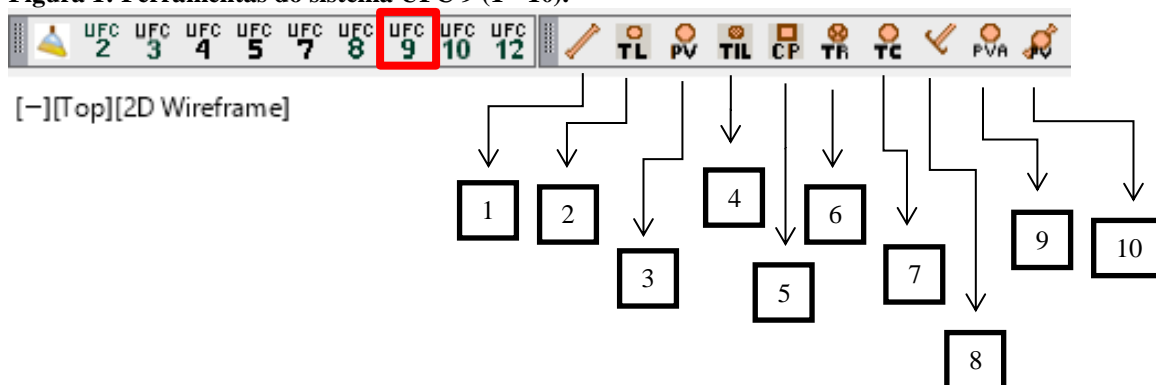 Figura 1: Ferramentas do sistema UFC 9 (1 - 10).
UFC 2 UFC 3 UFC 4 UFC 5 UFC 7 UFC 8 UFC 9 UFC 10 UFC 12 TL PV TIL CP TR TC PVA PV
[−][Top][2D Wireframe]
1 2 3 4 5 6 7 8 9 10